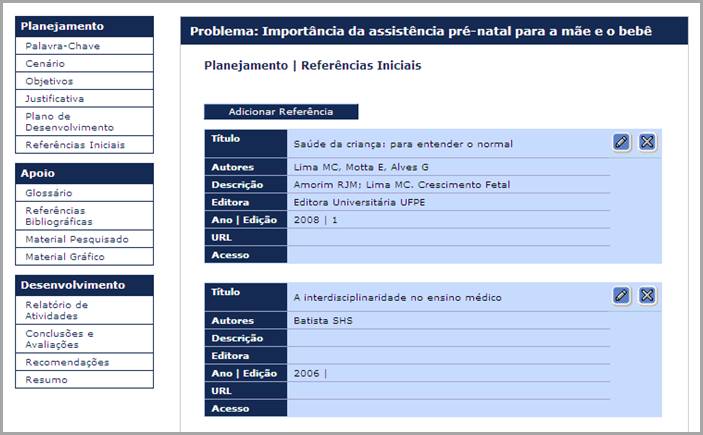 Planejamento
Palavra-Chave
Cenário
Objetivos
Justificativa
Plano de
Desenvolvimento
Referências Iniciais
Apoio
Glossário
Referências
Bibliográficas
Material Pesquisado
Material Gráfico
Desenvolvimento
Relatório de
Atividades
Conclusões e
Avaliações
Recomendações
Resumo
Problema: Importância da assistência pré-natal para a mãe e o bebê
Planejamento | Referências Iniciais
Adicionar Referência
Título Saúde da criança: para entender o normal
Autores Lima MC, Motta E, Alves G
Descrição Amorim RJM; Lima MC. Crescimento Fetal
Editora Editora Universitária UFPE
Ano | Edição 2008 | 1
URL
Acesso
Título A interdisciplinaridade no ensino médico
Autores Batista SHS
Descrição
Editora
Ano | Edição 2006 |
URL
Acesso